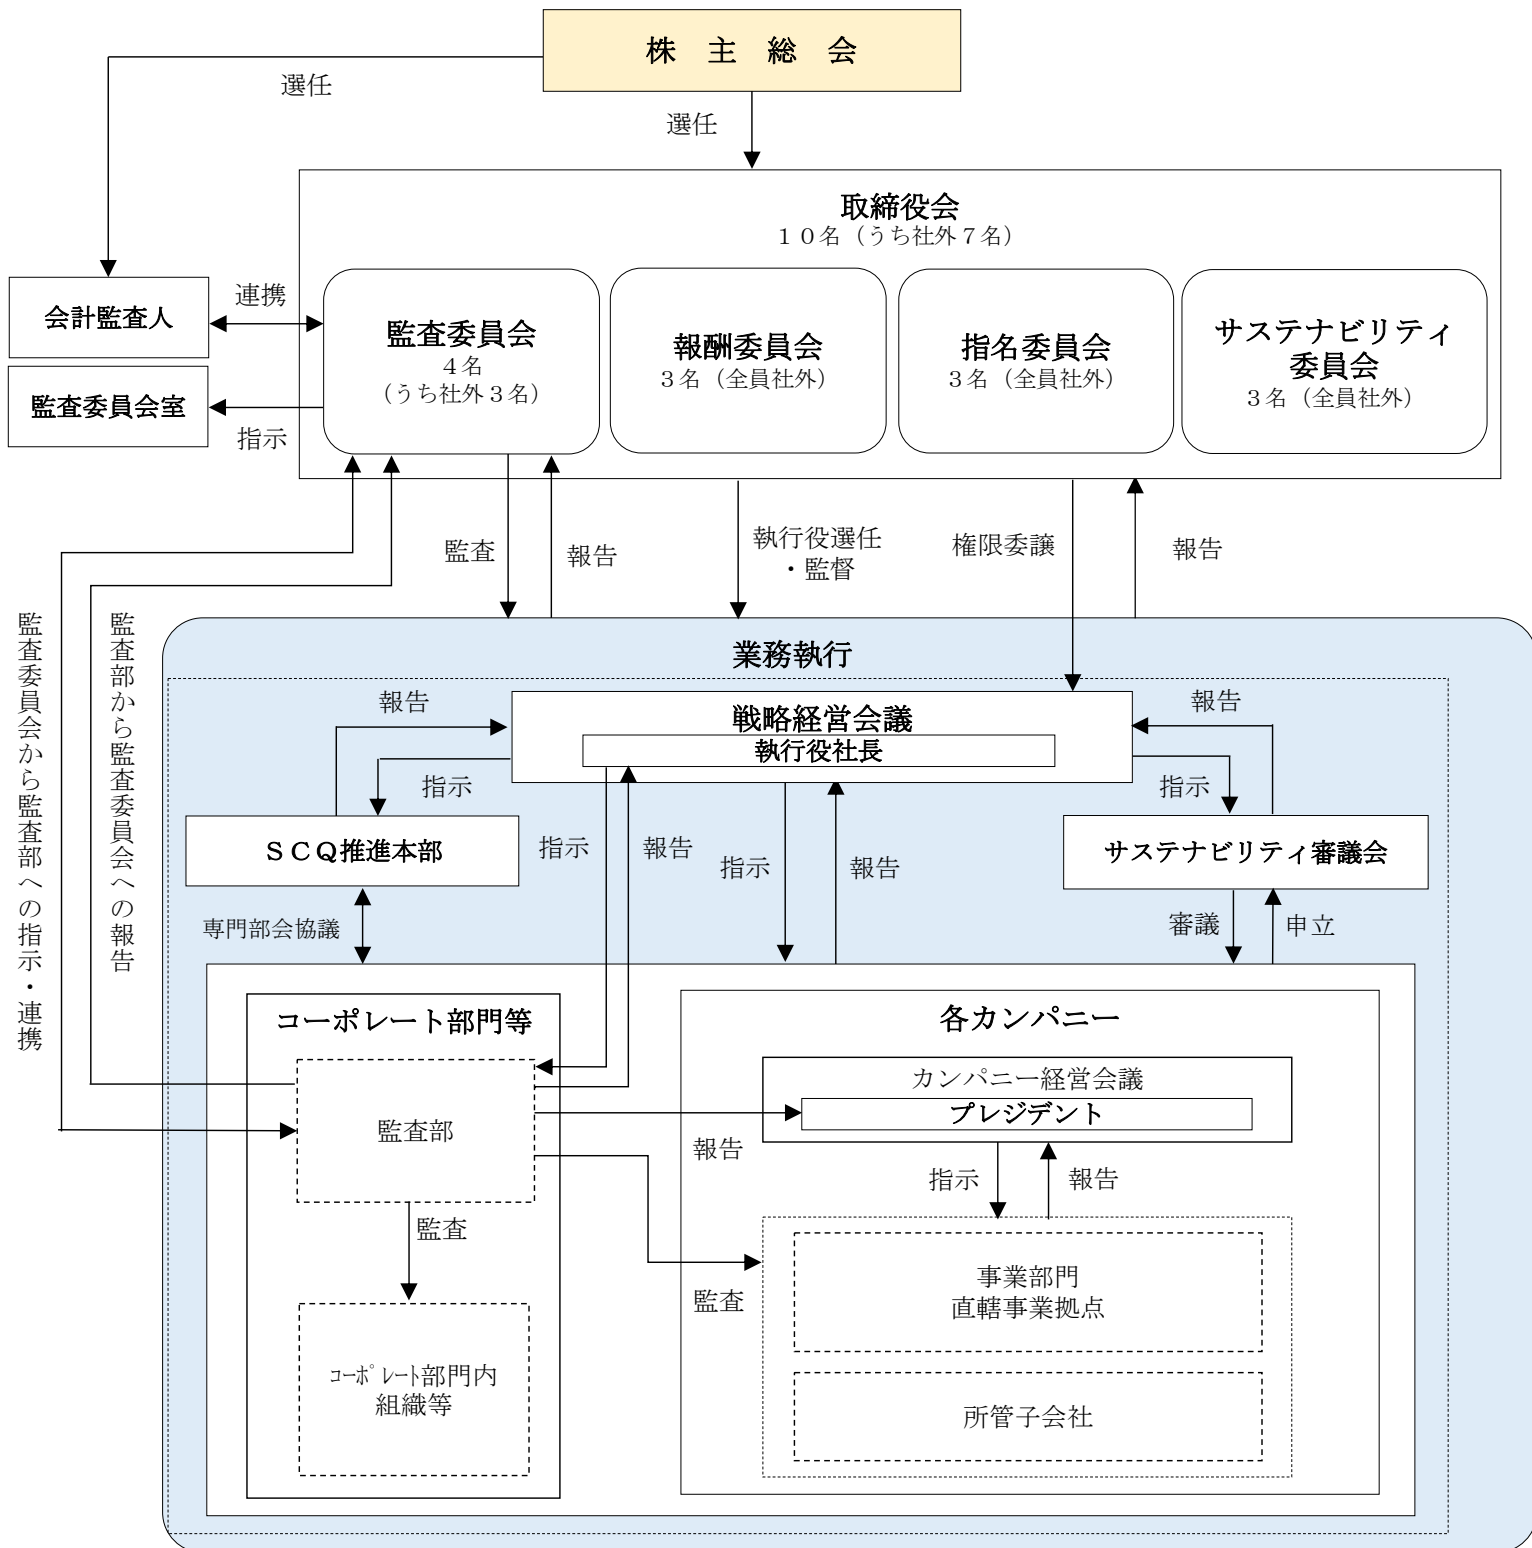 株　主　総　会
選任
選任
取締役会
１０名（うち社外７名）
会計監査人
連携
監査委員会
４名
（うち社外３名）
報酬委員会
３名（全員社外）
指名委員会
３名（全員社外）
サステナビリティ
委員会
３名（全員社外）
監査委員会室
指示
監査
報告
執行役選任
・監督
権限委譲
報告
監査委員会から監査部への指示・連携
監査部から監査委員会への報告
業務執行
報告
戦略経営会議
執行役社長
報告
指示
指示
ＳＣＱ推進本部
指示
報告
指示
報告
サステナビリティ審議会
専門部会協議
審議
申立
コーポレート部門等
各カンパニー
カンパニー経営会議
プレジデント
監査部
報告
指示
報告
監査
監査
事業部門
直轄事業拠点
ｺｰﾎﾟﾚｰﾄ部門内
組織等
所管子会社